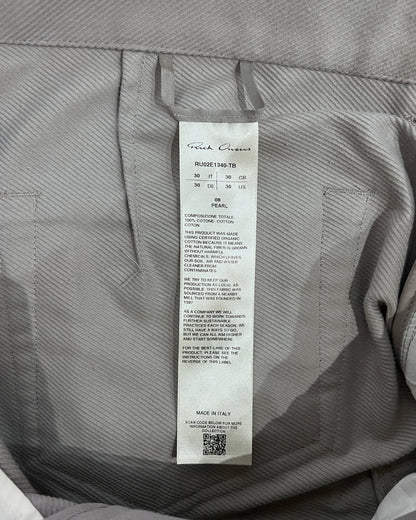 Rick Owens
RU02E1340-TB
30 IT 30 GB
30 DE 30 US
08
PEARL
COMPOSIZIONE TOTALE:
100% COTONE- COTTON
COTTON
THIS PRODUCT WAS MADE
USING CERTIFIED ORGANIC
COTTON BECAUSE IT MEANS
THE NATURAL FIBER IS GROWN
WITHOUT HARMFUL
CHEMICALS, WHICH LEAVES
OUR SOIL, AIR AND WATER
CLEANER FROM
CONTAMINATES
WE TRY TO KEEP OUR
PRODUCTION AS LOCAL AS
POSSIBLE. THIS FABRIC WAS
SOURCED FROM A NEARBY
MILL THAT WAS FOUNDED IN
1997.
AS A COMPANY WE WILL
CONTINUE TO WORK TOWARDS
FURTHER SUSTAINABLE
PRACTICES EACH SEASON. WE
STILL HAVE A WAYS TO GO,
BUT WE CAN ALL AIM HIGHER
AND START SOMEWHERE.
FOR THE BEST CARE OF THIS
PRODUCT, PLEASE SEE THE
INSTRUCTIONS ON THE
REVERSE OF THIS LABEL.
MADE IN ITALY
SCAN CODE BELOW FOR MORE
INFORMATION ABOUT THE
COLLECTION